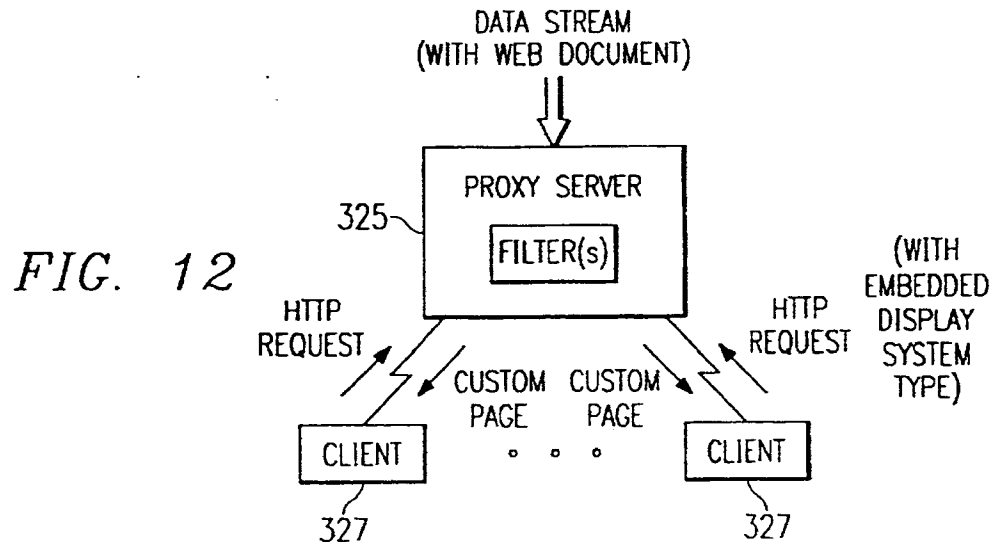 DATA STREAM
(WITH WEB DOCUMENT)
PROXY SERVER
325
FILTER(s)
FIG. 12
HTTP
REQUEST
CUSTOM
PAGE
CUSTOM
PAGE
HTTP
REQUEST
(WITH
EMBEDDED
DISPLAY
SYSTEM
TYPE)
CLIENT
CLIENT
327
327